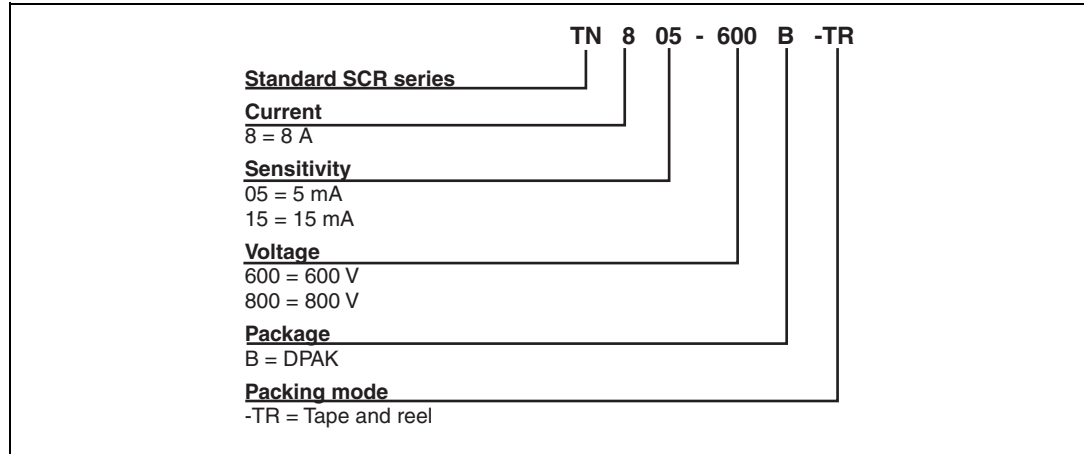 TN 8 05 - 600 B -TR
Standard SCR series
Current
8 = 8 A
Sensitivity
05 = 5 mA
15 = 15 mA
Voltage
600 = 600 V
800 = 800 V
Package
B = DPAK
Packing mode
-TR = Tape and reel